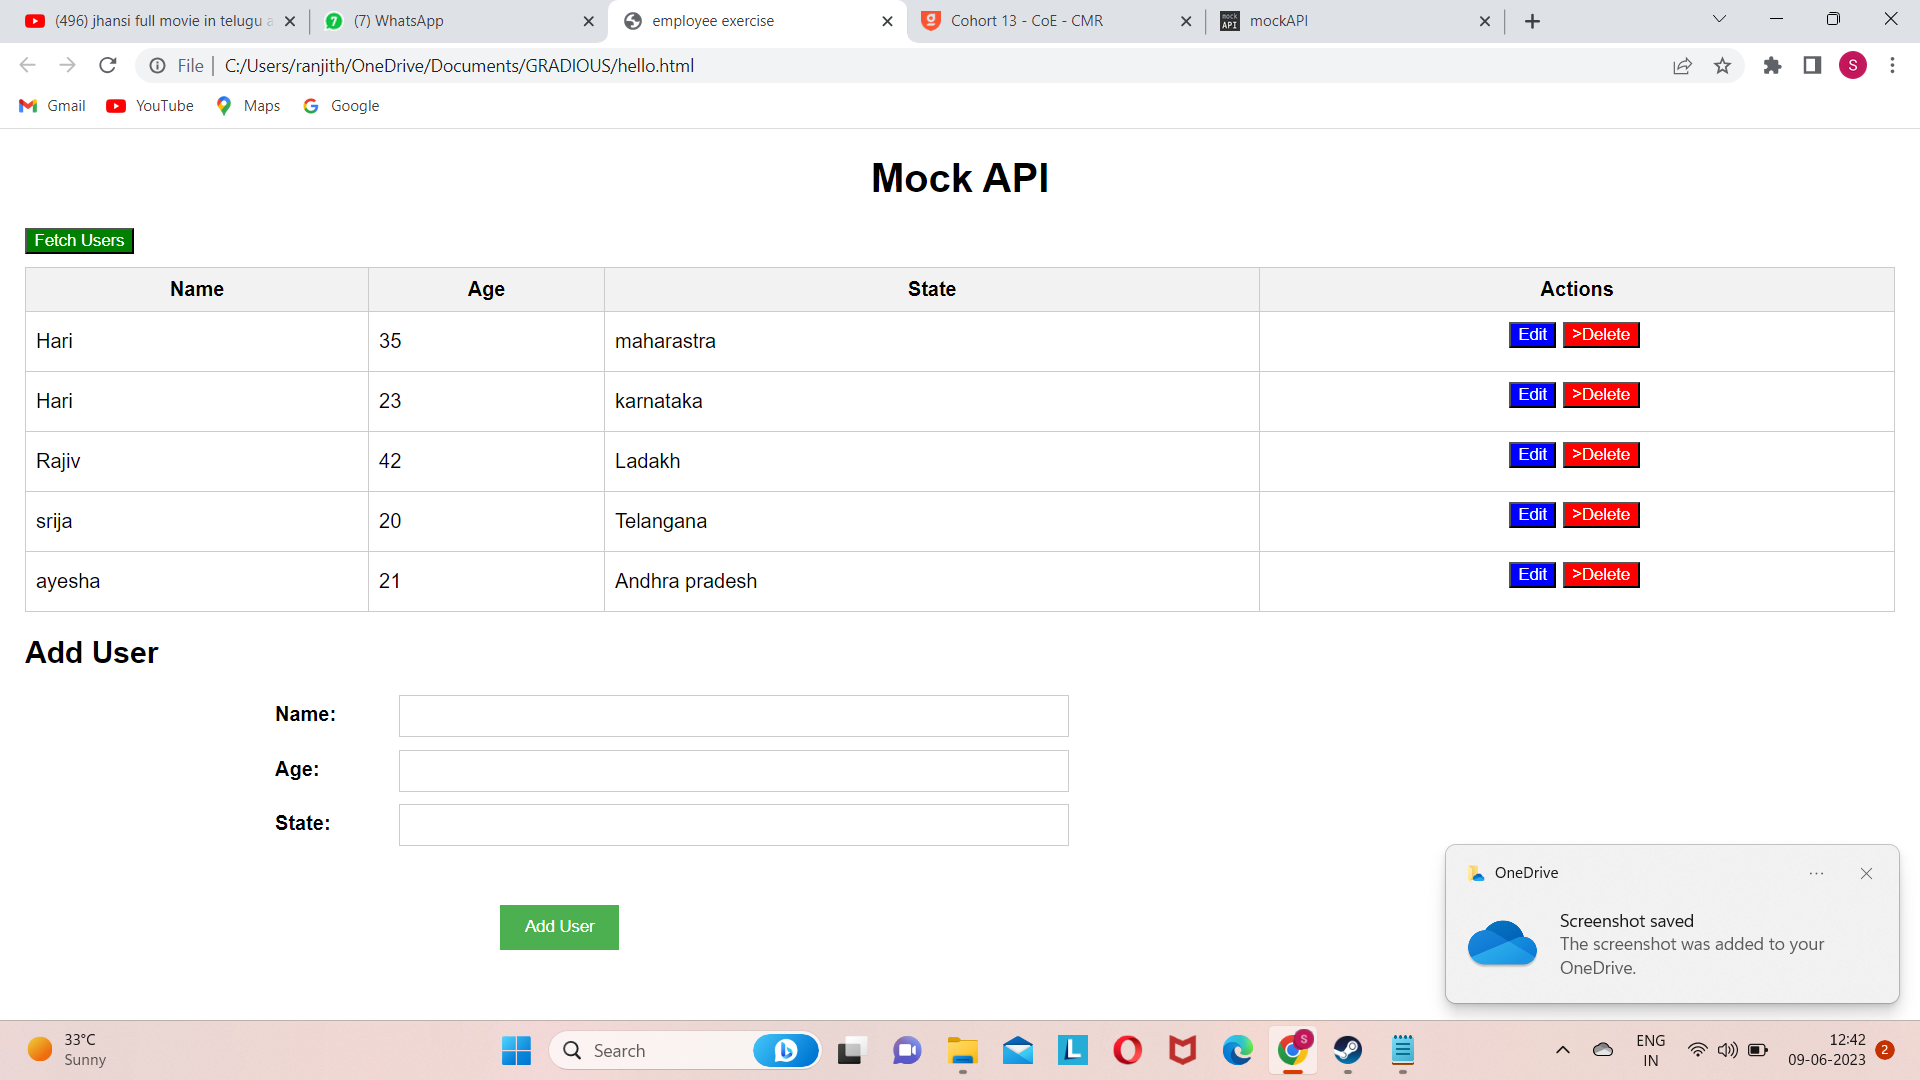 (496) jhansi full movie in telugu
(7) WhatsApp
employee exercise
Cohort 13 - CoE - CMR
mockAPI
File
C:/Users/ranjith/OneDrive/Documents/GRADIOUS/hello.html
S
Gmail
YouTube
Maps
Google
Mock API
Fetch Users
Name Age State Actions
Hari 35 maharastra Edit >Delete
Hari 23 karnataka Edit >Delete
Rajiv 42 Ladakh Edit >Delete
srija 20 Telangana Edit >Delete
ayesha 21 Andhra pradesh Edit >Delete
Add User
Name:
Age:
State:
Add User
OneDrive
Screenshot saved
The screenshot was added to your
OneDrive.
33°C
Sunny
Search
L
S
ENG
IN
12:42
09-06-2023
2